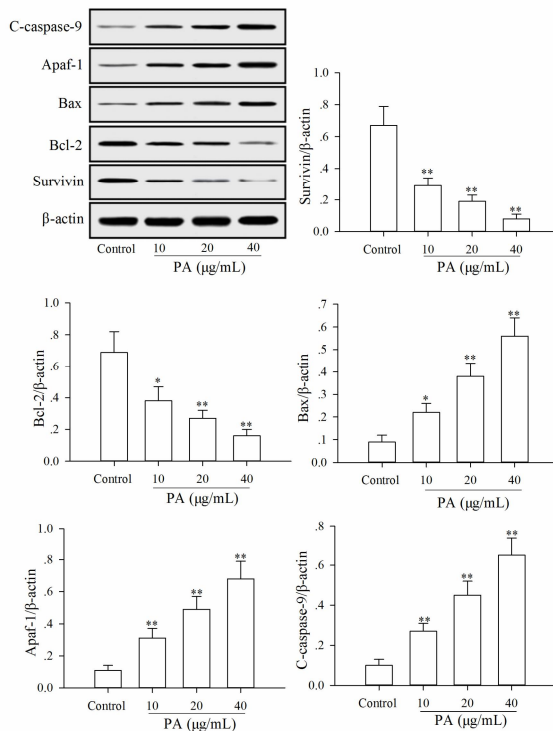 C-caspase-9
Apaf-1
Bax
Bcl-2
Survivin
β-actin
Control 10 20 40
PA (μg/mL)
Survivin/β-actin
1.0
.8
.6
.4
.2
0.0
** ** **
Control 10 20 40
PA (μg/mL)
Bcl-2/β-actin
1.0
.8
.6
.4
.2
0.0
* ** **
Control 10 20 40
PA (μg/mL)
Bax/β-actin
.7
.6
.5
.4
.3
.2
.1
0.0
* ** **
Control 10 20 40
PA (μg/mL)
Apaf-1/β-actin
1.0
.8
.6
.4
.2
0.0
** ** **
Control 10 20 40
PA (μg/mL)
C-caspase-9/β-actin
.8
.6
.4
.2
0.0
** ** **
Control 10 20 40
PA (μg/mL)